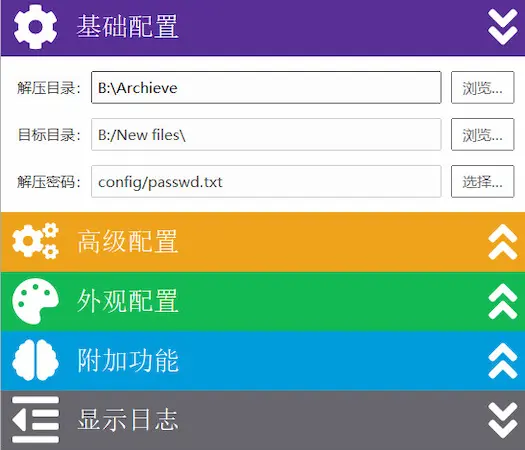 基础配置
解压目录: B:\Archieve 浏览...
目标目录: B:/New files\ 浏览...
解压密码: config/passwd.txt 选择...
高级配置
外观配置
附加功能
显示日志